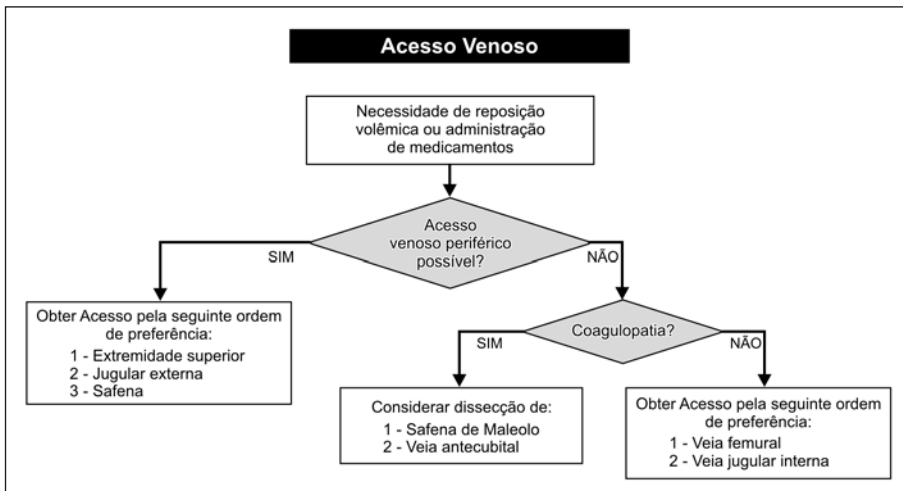 Acesso Venoso
Necessidade de reposição
volêmica ou administração
de medicamentos
Acesso
venoso periférico
possível?
SIM
NÃO
Obter Acesso pela seguinte ordem
de preferência:
1 - Extremidade superior
2 - Jugular externa
3 - Safena
Coagulopatia?
SIM
NÃO
Considerar dissecção de:
1 - Safena de Maleolo
2 - Veia antecubital
Obter Acesso pela seguinte ordem
de preferência:
1 - Veia femural
2 - Veia jugular interna